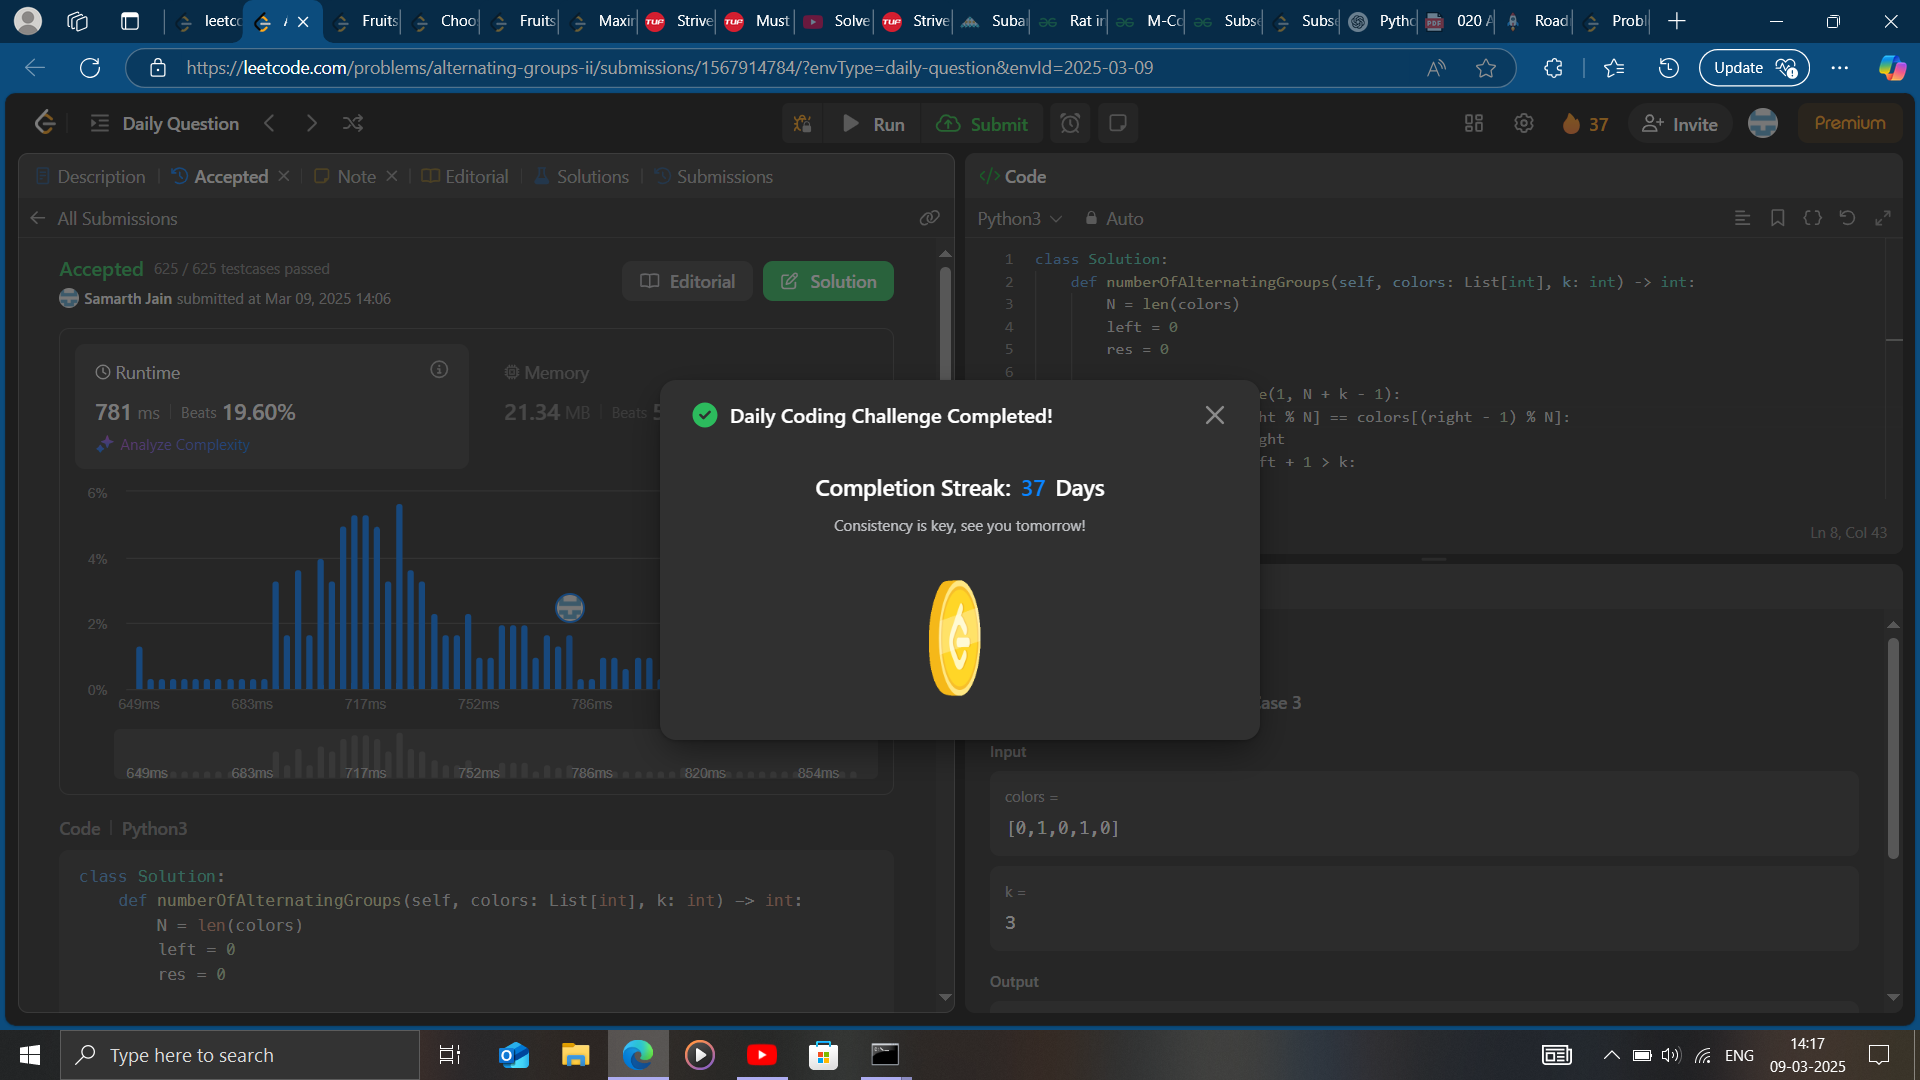 leetc
Fruits
Choo
Fruits
Maxi
TUF Strive
TUF Must
Solve
TUF Strive
Suba
Rat i
M-C
Subs
Subs
Pytho
020 A
Road
Probl
https://leetcode.com/problems/alternating-groups-ii/submissions/1567914784/?envType=daily-question&envId=2025-03-09
Update
Daily Question
Run
Submit
37
Invite
Premium
Description
Accepted
Note
Editorial
Solutions
Submissions
All Submissions
Accepted 625 / 625 testcases passed
Samarth Jain submitted at Mar 09, 2025 14:06
Editorial
Solution
Runtime
781 ms | Beats 19.60%
Analyze Complexity
Memory
21.34 MB | Beats 5
6%
4%
2%
0%
649ms 683ms 717ms 752ms 786ms
649ms 683ms 717ms 752ms 786ms 820ms 854ms
Code | Python3
class Solution:
def numberOfAlternatingGroups(self, colors: List[int], k: int) -> int:
N = len(colors)
left = 0
res = 0
</> Code
Python3
Auto
1 class Solution:
2 def numberOfAlternatingGroups(self, colors: List[int], k: int) -> int:
3 N = len(colors)
4 left = 0
5 res = 0
6
e(1, N + k - 1):
ht % N] == colors[(right - 1) % N]:
ght
ft + 1 > k:
Ln 8, Col 43
Daily Coding Challenge Completed!
Completion Streak: 37 Days
Consistency is key, see you tomorrow!
ase 3
Input
colors =
[0,1,0,1,0]
k =
3
Output
Type here to search
ENG
14:17
09-03-2025